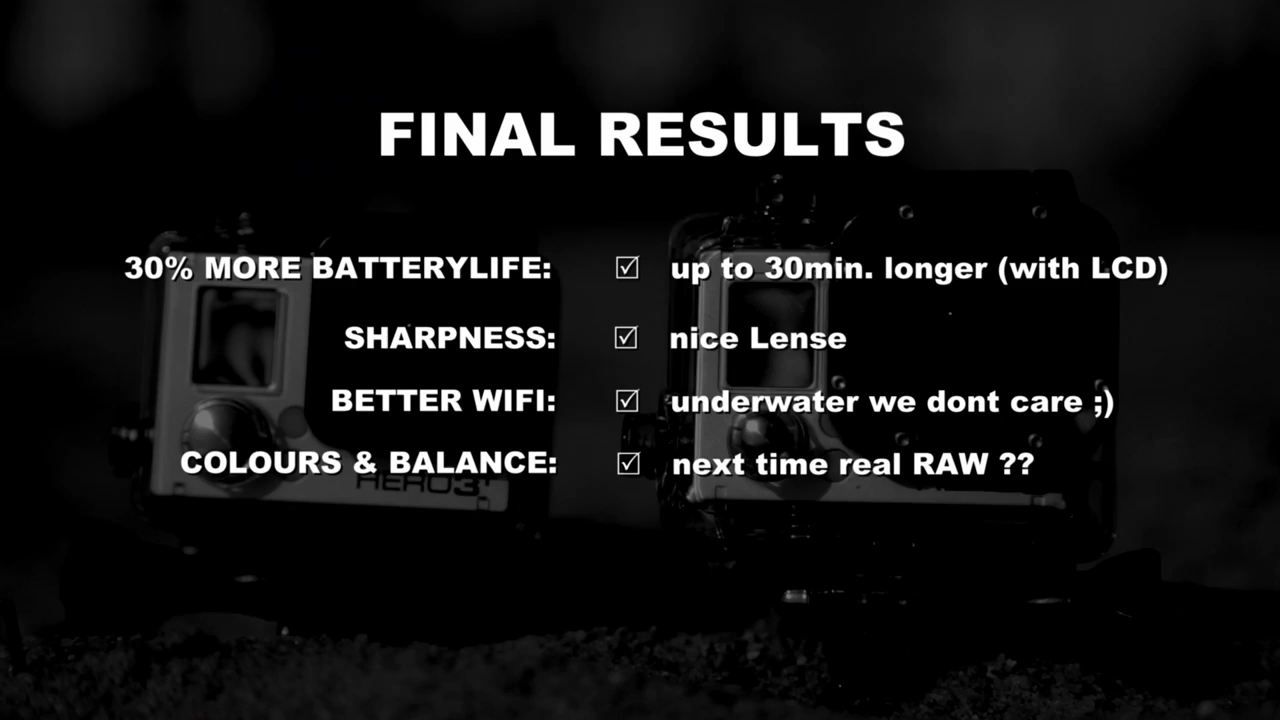 FINAL RESULTS
30% MORE BATTERYLIFE: ☑ up to 30min. longer (with LCD)
SHARPNESS: ☑ nice Lense
BETTER WIFI: ☑ underwater we dont care ;)
COLOURS & BALANCE: ☑ next time real RAW ??
HERO3+